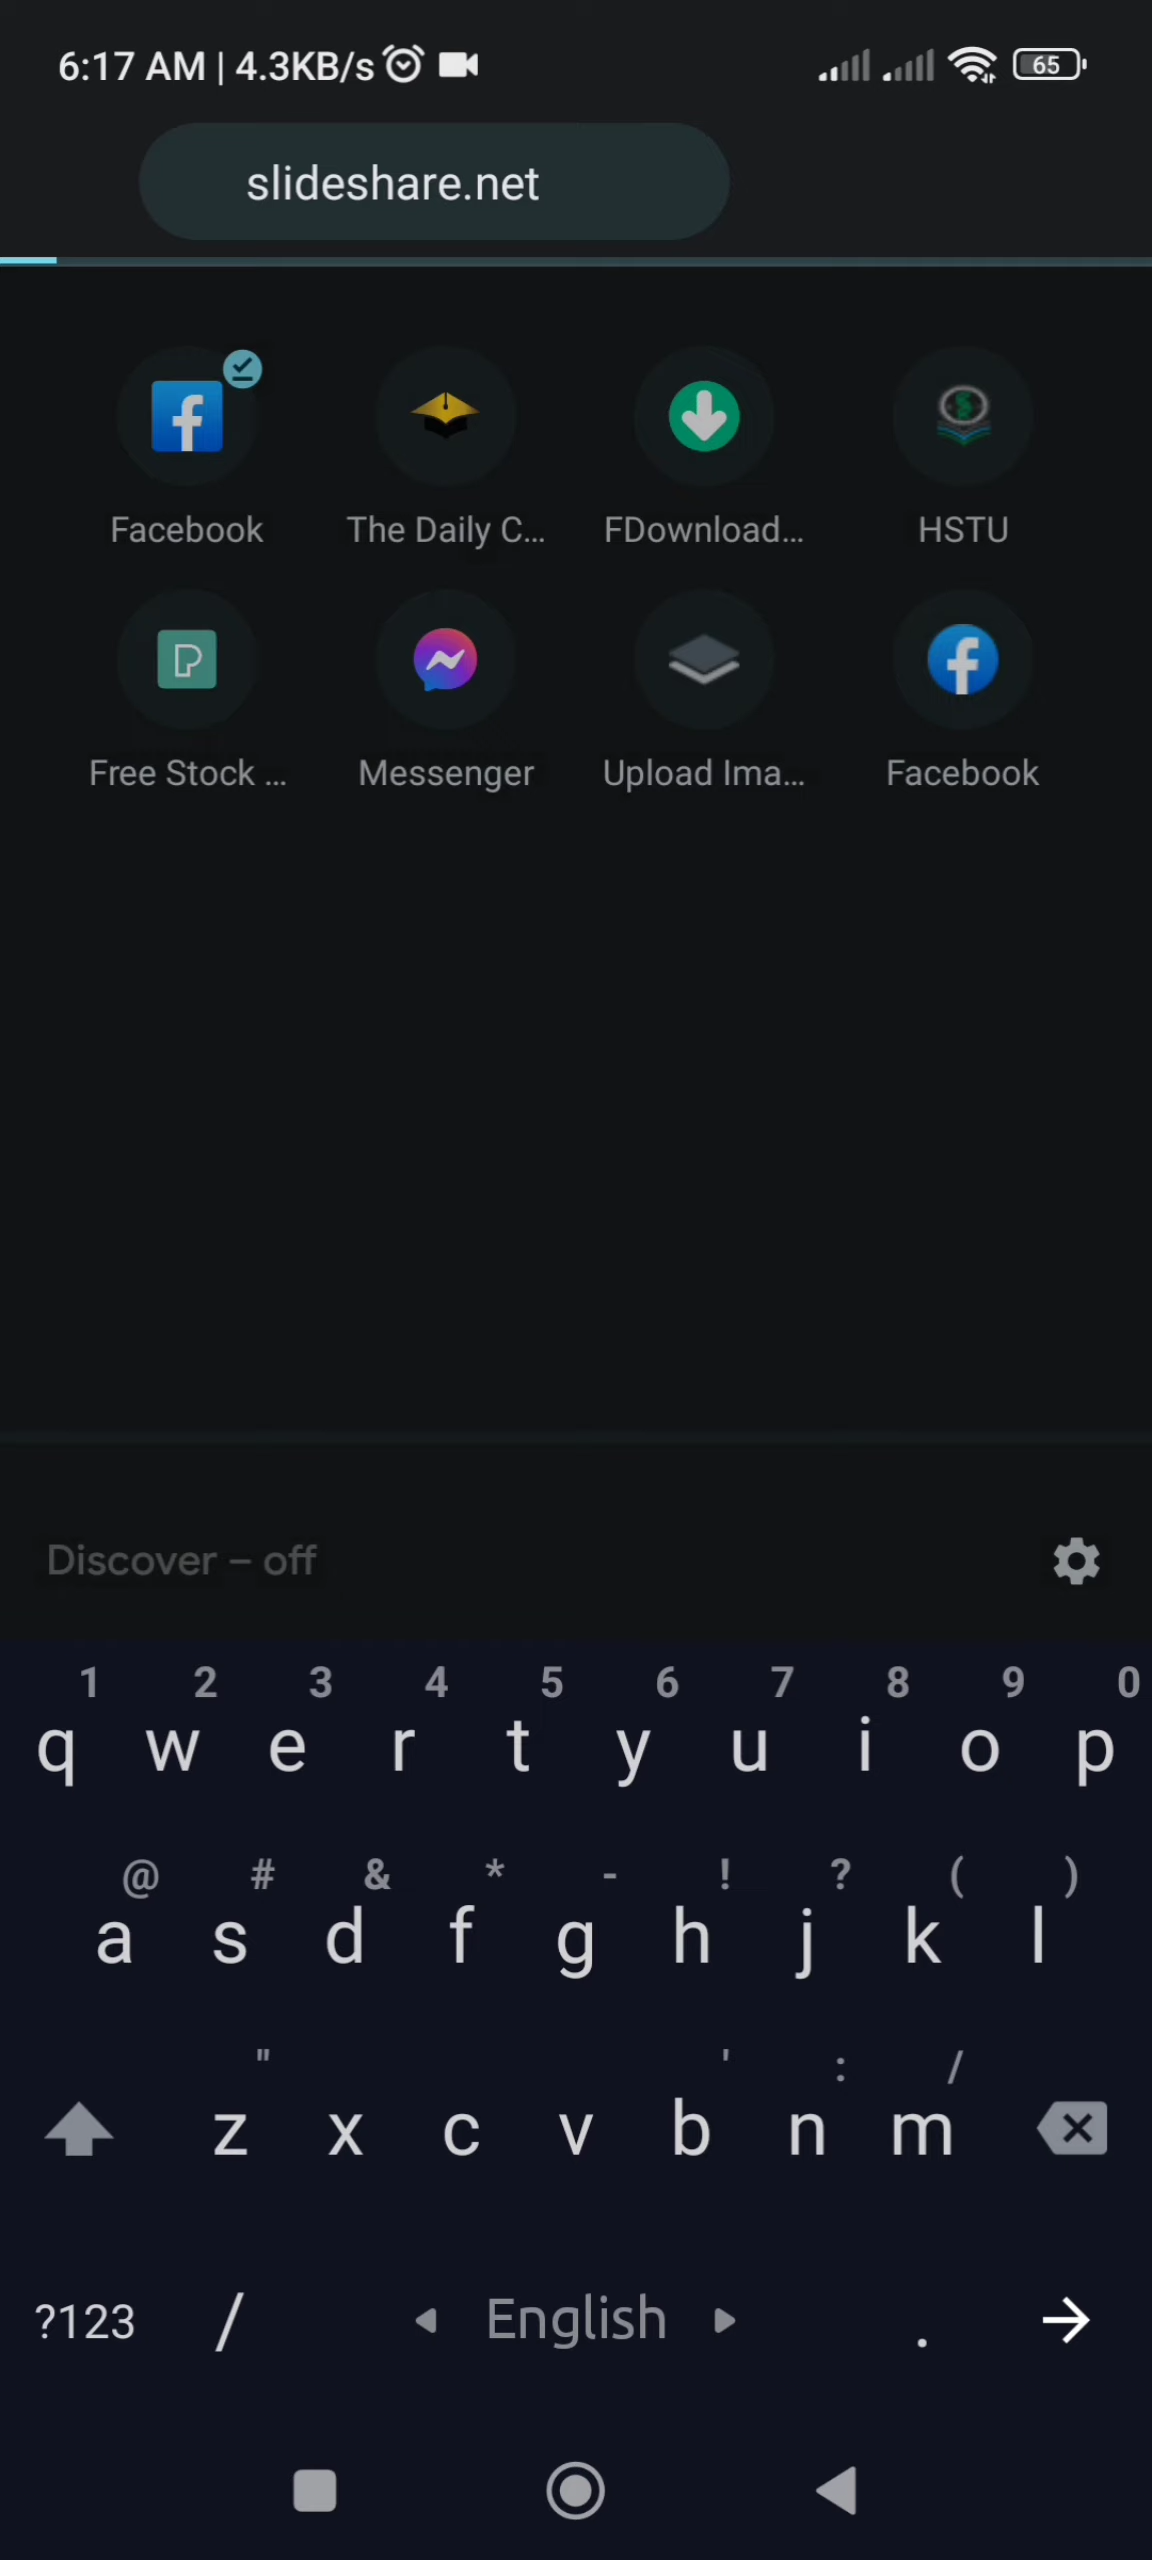 6:17 AM | 4.3KB/s 65
slideshare.net
Facebook The Daily C... FDownload... HSTU
Free Stock ... Messenger Upload Ima... Facebook
Discover – off
1 2 3 4 5 6 7 8 9 0
q w e r t y u i o p
@ # & * - ! ? ( )
a s d f g h j k l
" ' : /
z x c v b n m
?123 / English .